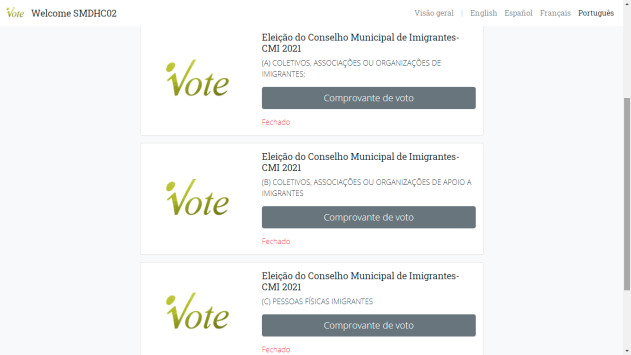 Vote Welcome SMDHC02 Visão geral | English Español Français Português
Vote
Eleição do Conselho Municipal de Imigrantes-
CMI 2021
(A) COLETIVOS, ASSOCIAÇÕES OU ORGANIZAÇÕES DE
IMIGRANTES;
Comprovante de voto
Fechado
Vote
Eleição do Conselho Municipal de Imigrantes-
CMI 2021
(B) COLETIVOS, ASSOCIAÇÕES OU ORGANIZAÇÕES DE APOIO A
IMIGRANTES
Comprovante de voto
Fechado
Vote
Eleição do Conselho Municipal de Imigrantes-
CMI 2021
(C) PESSOAS FÍSICAS IMIGRANTES
Comprovante de voto
Fechado